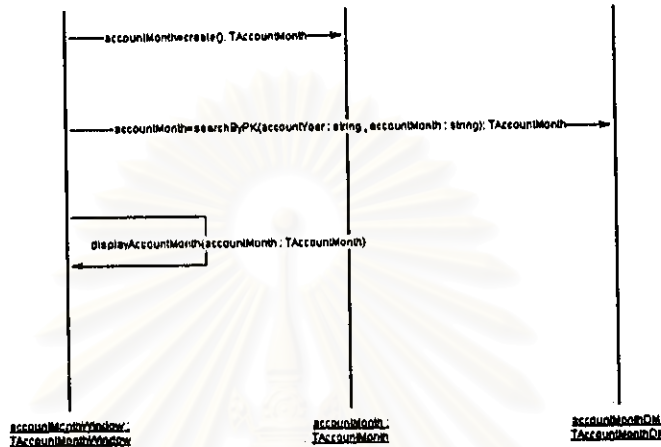 accountMonth=create(): TAccountMonth
accountMonth=searchByPK(accountYear : string , accountMonth : string): TAccountMonth
displayAccountMonth(accountMonth : TAccountMonth)
accountMonthWindow :
TAccountMonthWindow
accountMonth :
TAccountMonth
accountMonthDM
TAccountMonthDM